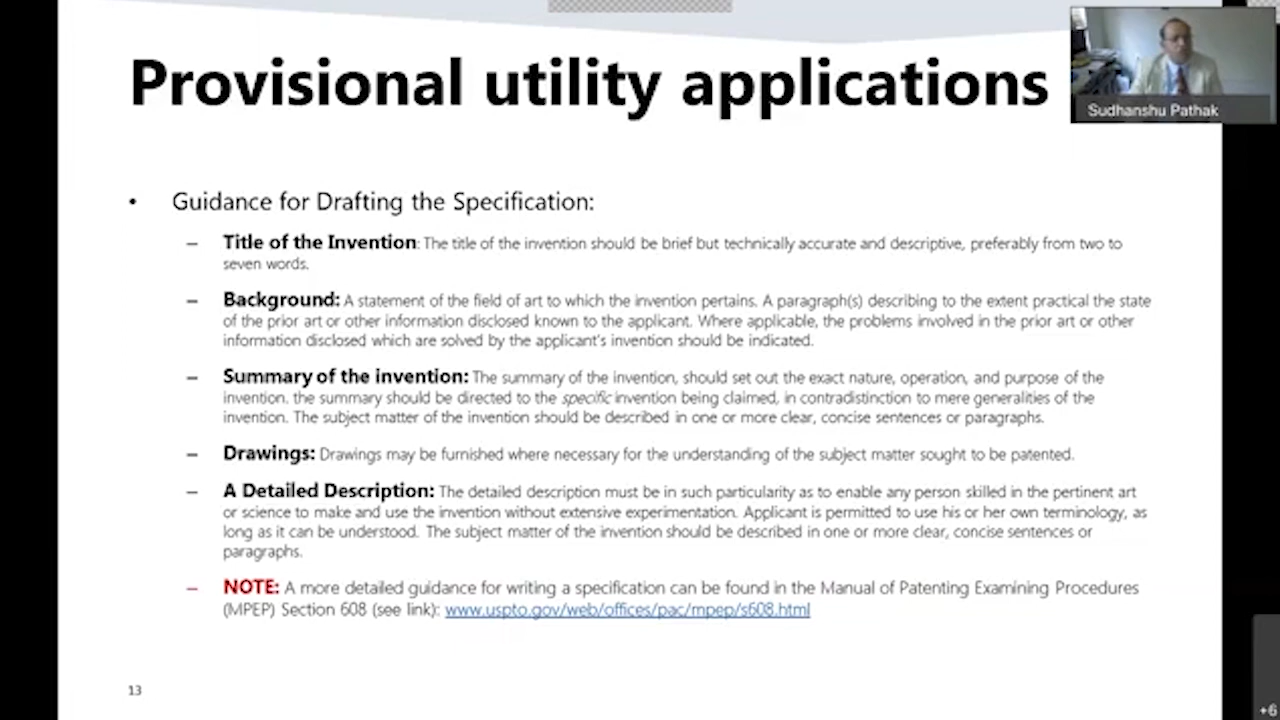 Provisional utility applications
Sudhanshu Pathak
• Guidance for Drafting the Specification:
– Title of the Invention: The title of the invention should be brief but technically accurate and descriptive, preferably from two to
seven words.
– Background: A statement of the field of art to which the invention pertains. A paragraph(s) describing to the extent practical the state
of the prior art or other information disclosed known to the applicant. Where applicable, the problems involved in the prior art or other
information disclosed which are solved by the applicant's invention should be indicated.
– Summary of the invention: The summary of the invention, should set out the exact nature, operation, and purpose of the
invention. the summary should be directed to the specific invention being claimed, in contradistinction to mere generalities of the
invention. The subject matter of the invention should be described in one or more clear, concise sentences or paragraphs.
– Drawings: Drawings may be furnished where necessary for the understanding of the subject matter sought to be patented.
– A Detailed Description: The detailed description must be in such particularity as to enable any person skilled in the pertinent art
or science to make and use the invention without extensive experimentation. Applicant is permitted to use his or her own terminology, as
long as it can be understood. The subject matter of the invention should be described in one or more clear, concise sentences or
paragraphs.
– NOTE: A more detailed guidance for writing a specification can be found in the Manual of Patenting Examining Procedures
(MPEP) Section 608 (see link): www.uspto.gov/web/offices/pac/mpep/s608.html
13
+6